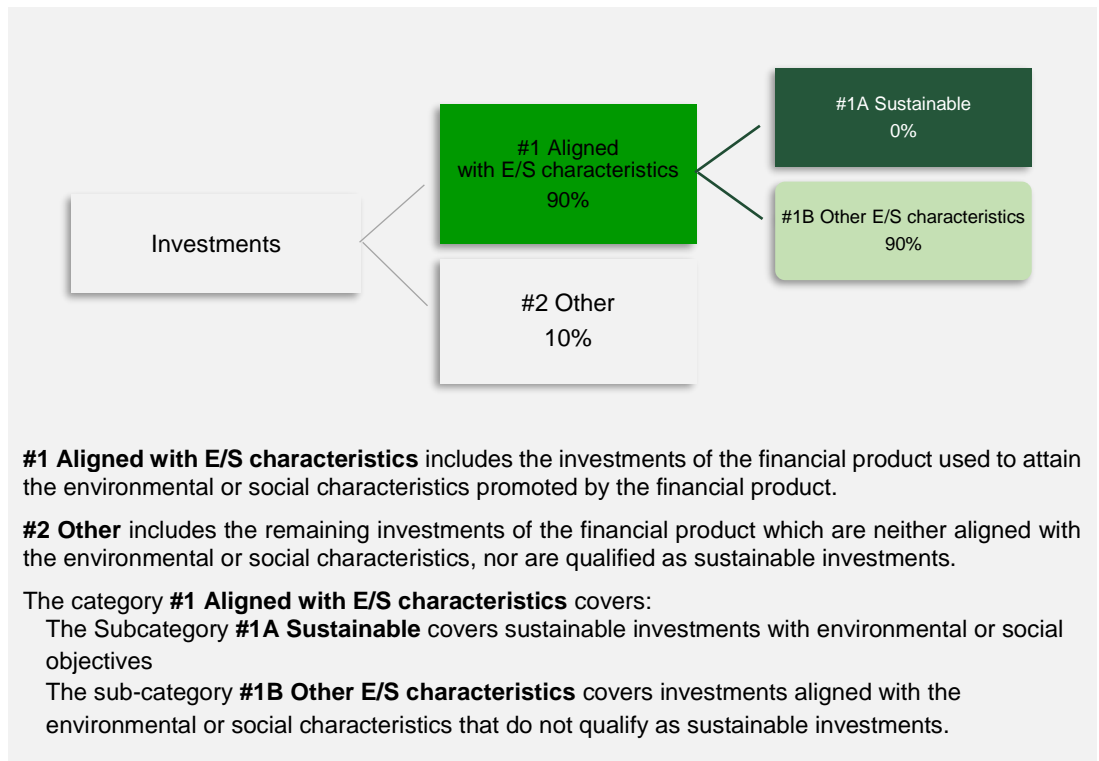 #1A Sustainable
0%
#1 Aligned
with E/S characteristics
90%
#1B Other E/S characteristics
90%
Investments
#2 Other
10%
#1 Aligned with E/S characteristics includes the investments of the financial product used to attain
the environmental or social characteristics promoted by the financial product.
#2 Other includes the remaining investments of the financial product which are neither aligned with
the environmental or social characteristics, nor are qualified as sustainable investments.
The category #1 Aligned with E/S characteristics covers:
The Subcategory #1A Sustainable covers sustainable investments with environmental or social
objectives
The sub-category #1B Other E/S characteristics covers investments aligned with the
environmental or social characteristics that do not qualify as sustainable investments.